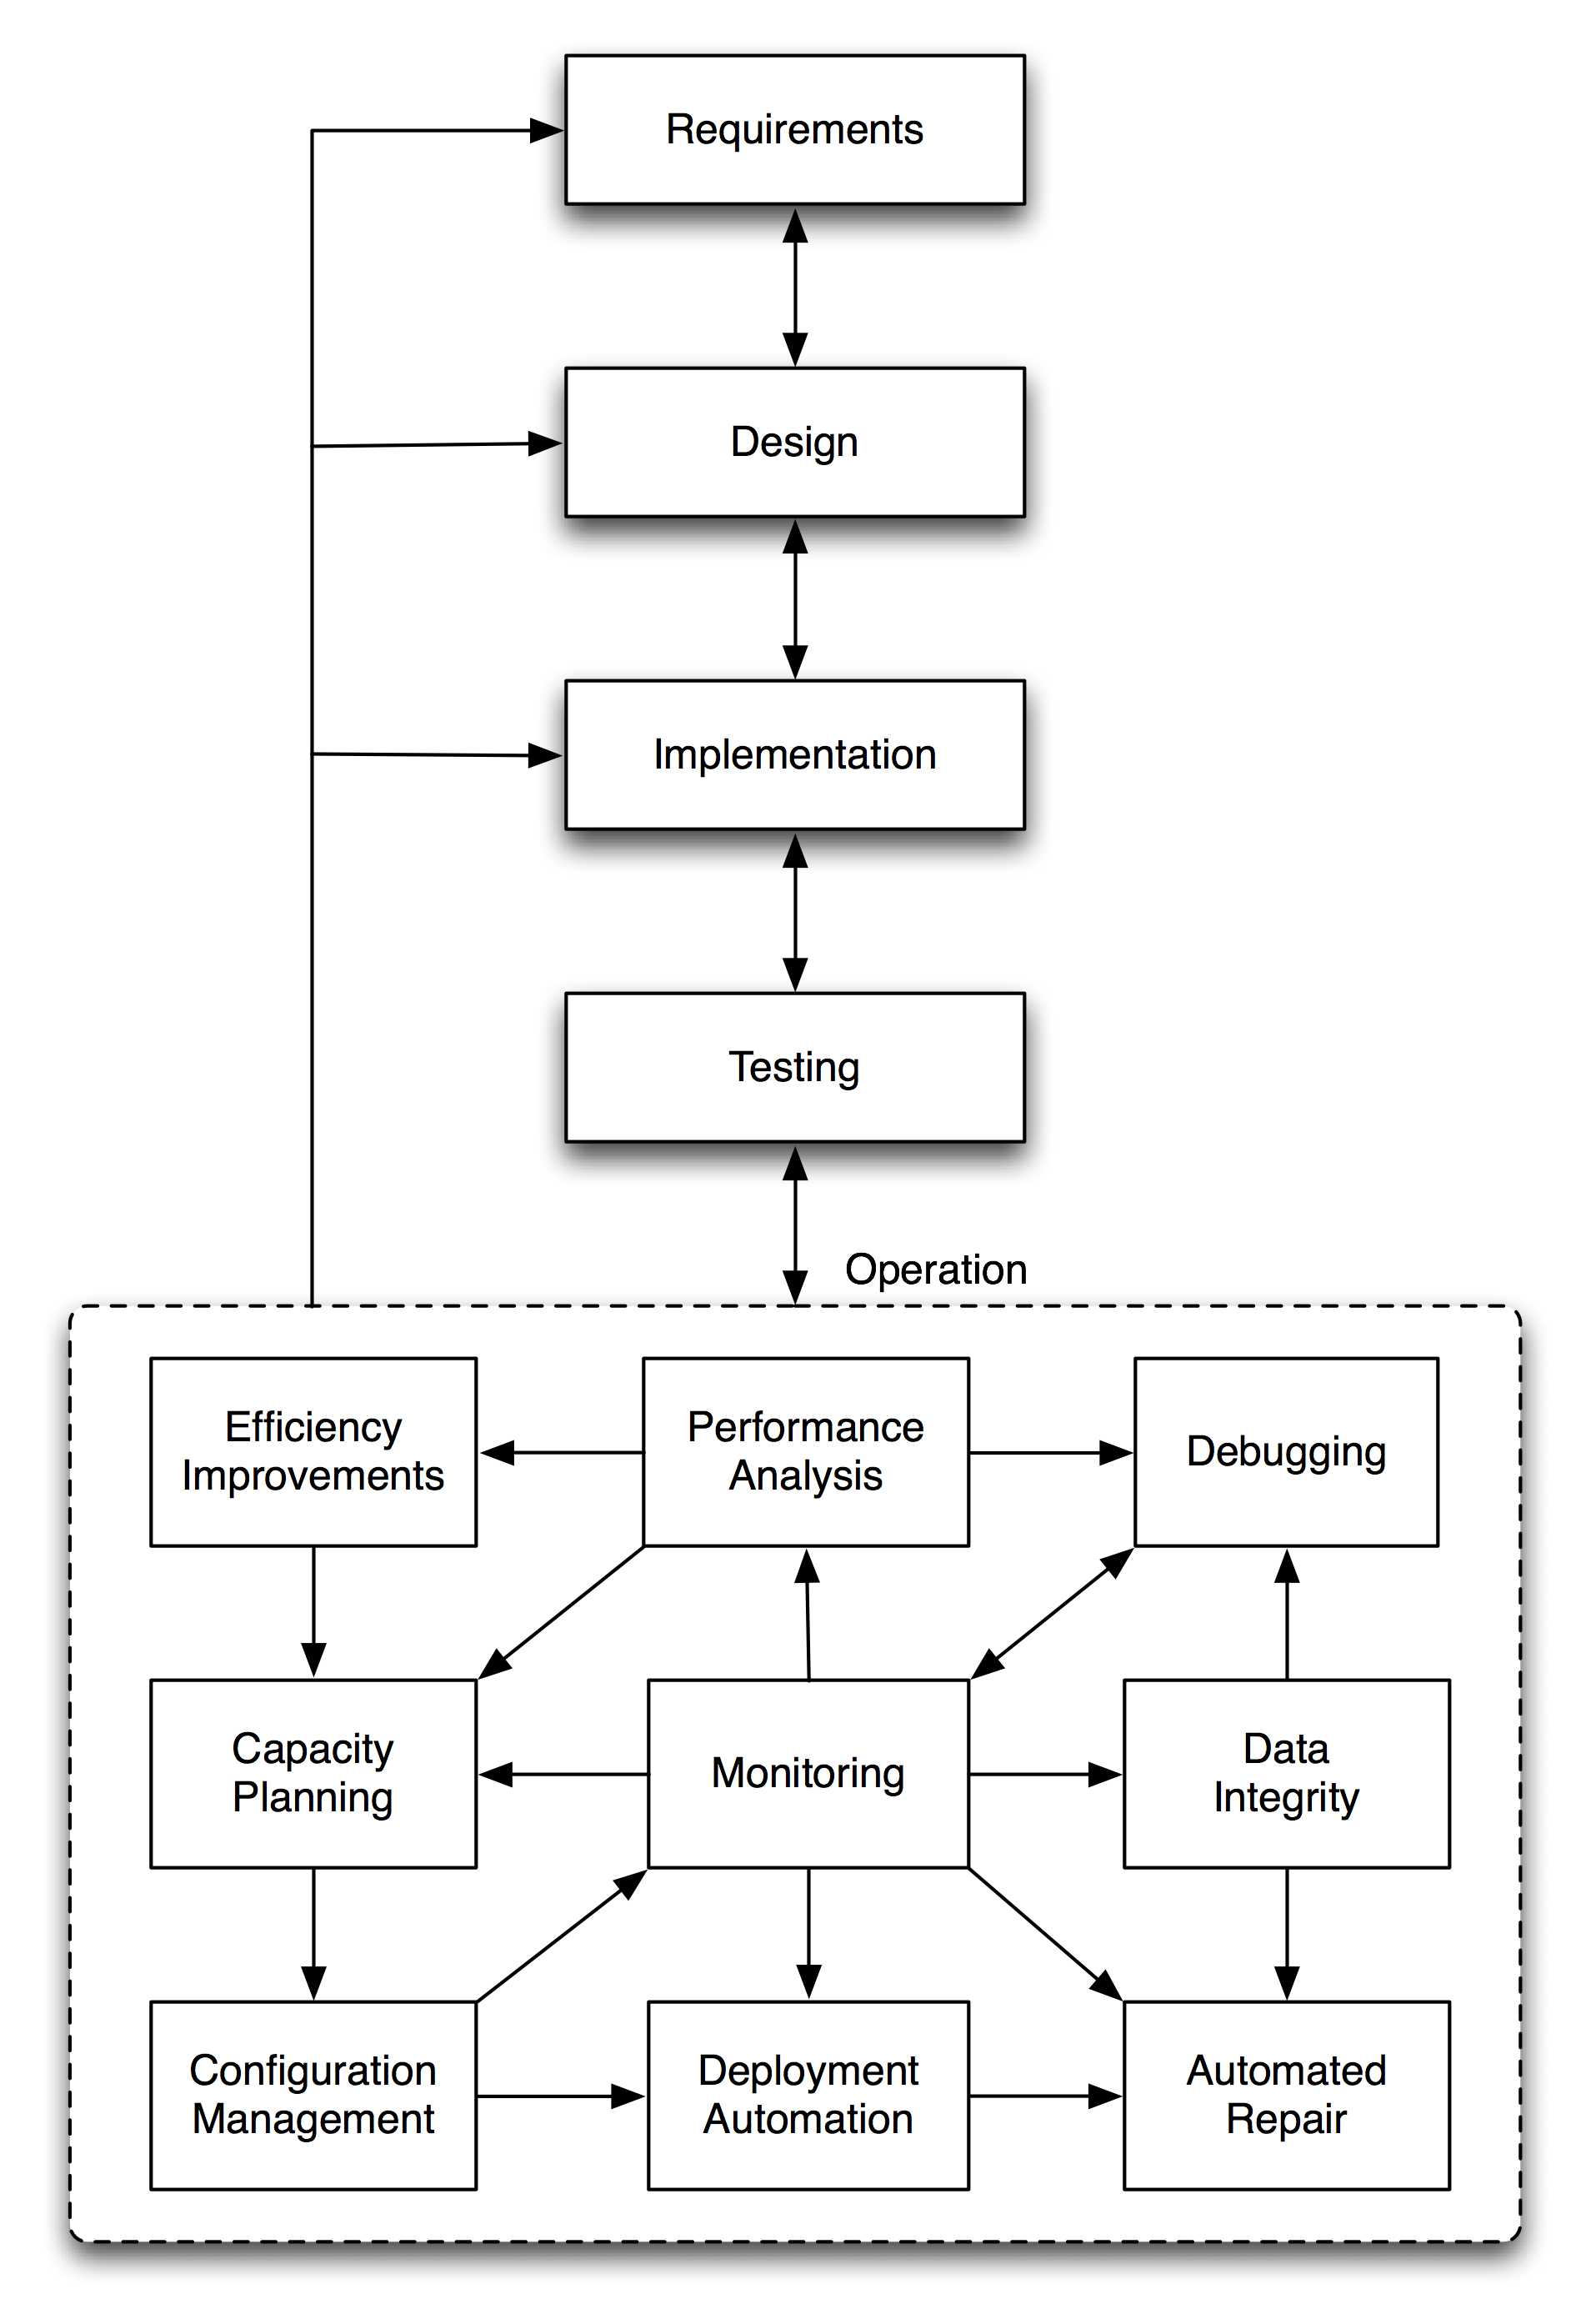 Requirements
Design
Implementation
Testing
Operation
Efficiency
Improvements
Performance
Analysis
Debugging
Capacity
Planning
Monitoring
Data
Integrity
Configuration
Management
Deployment
Automation
Automated
Repair